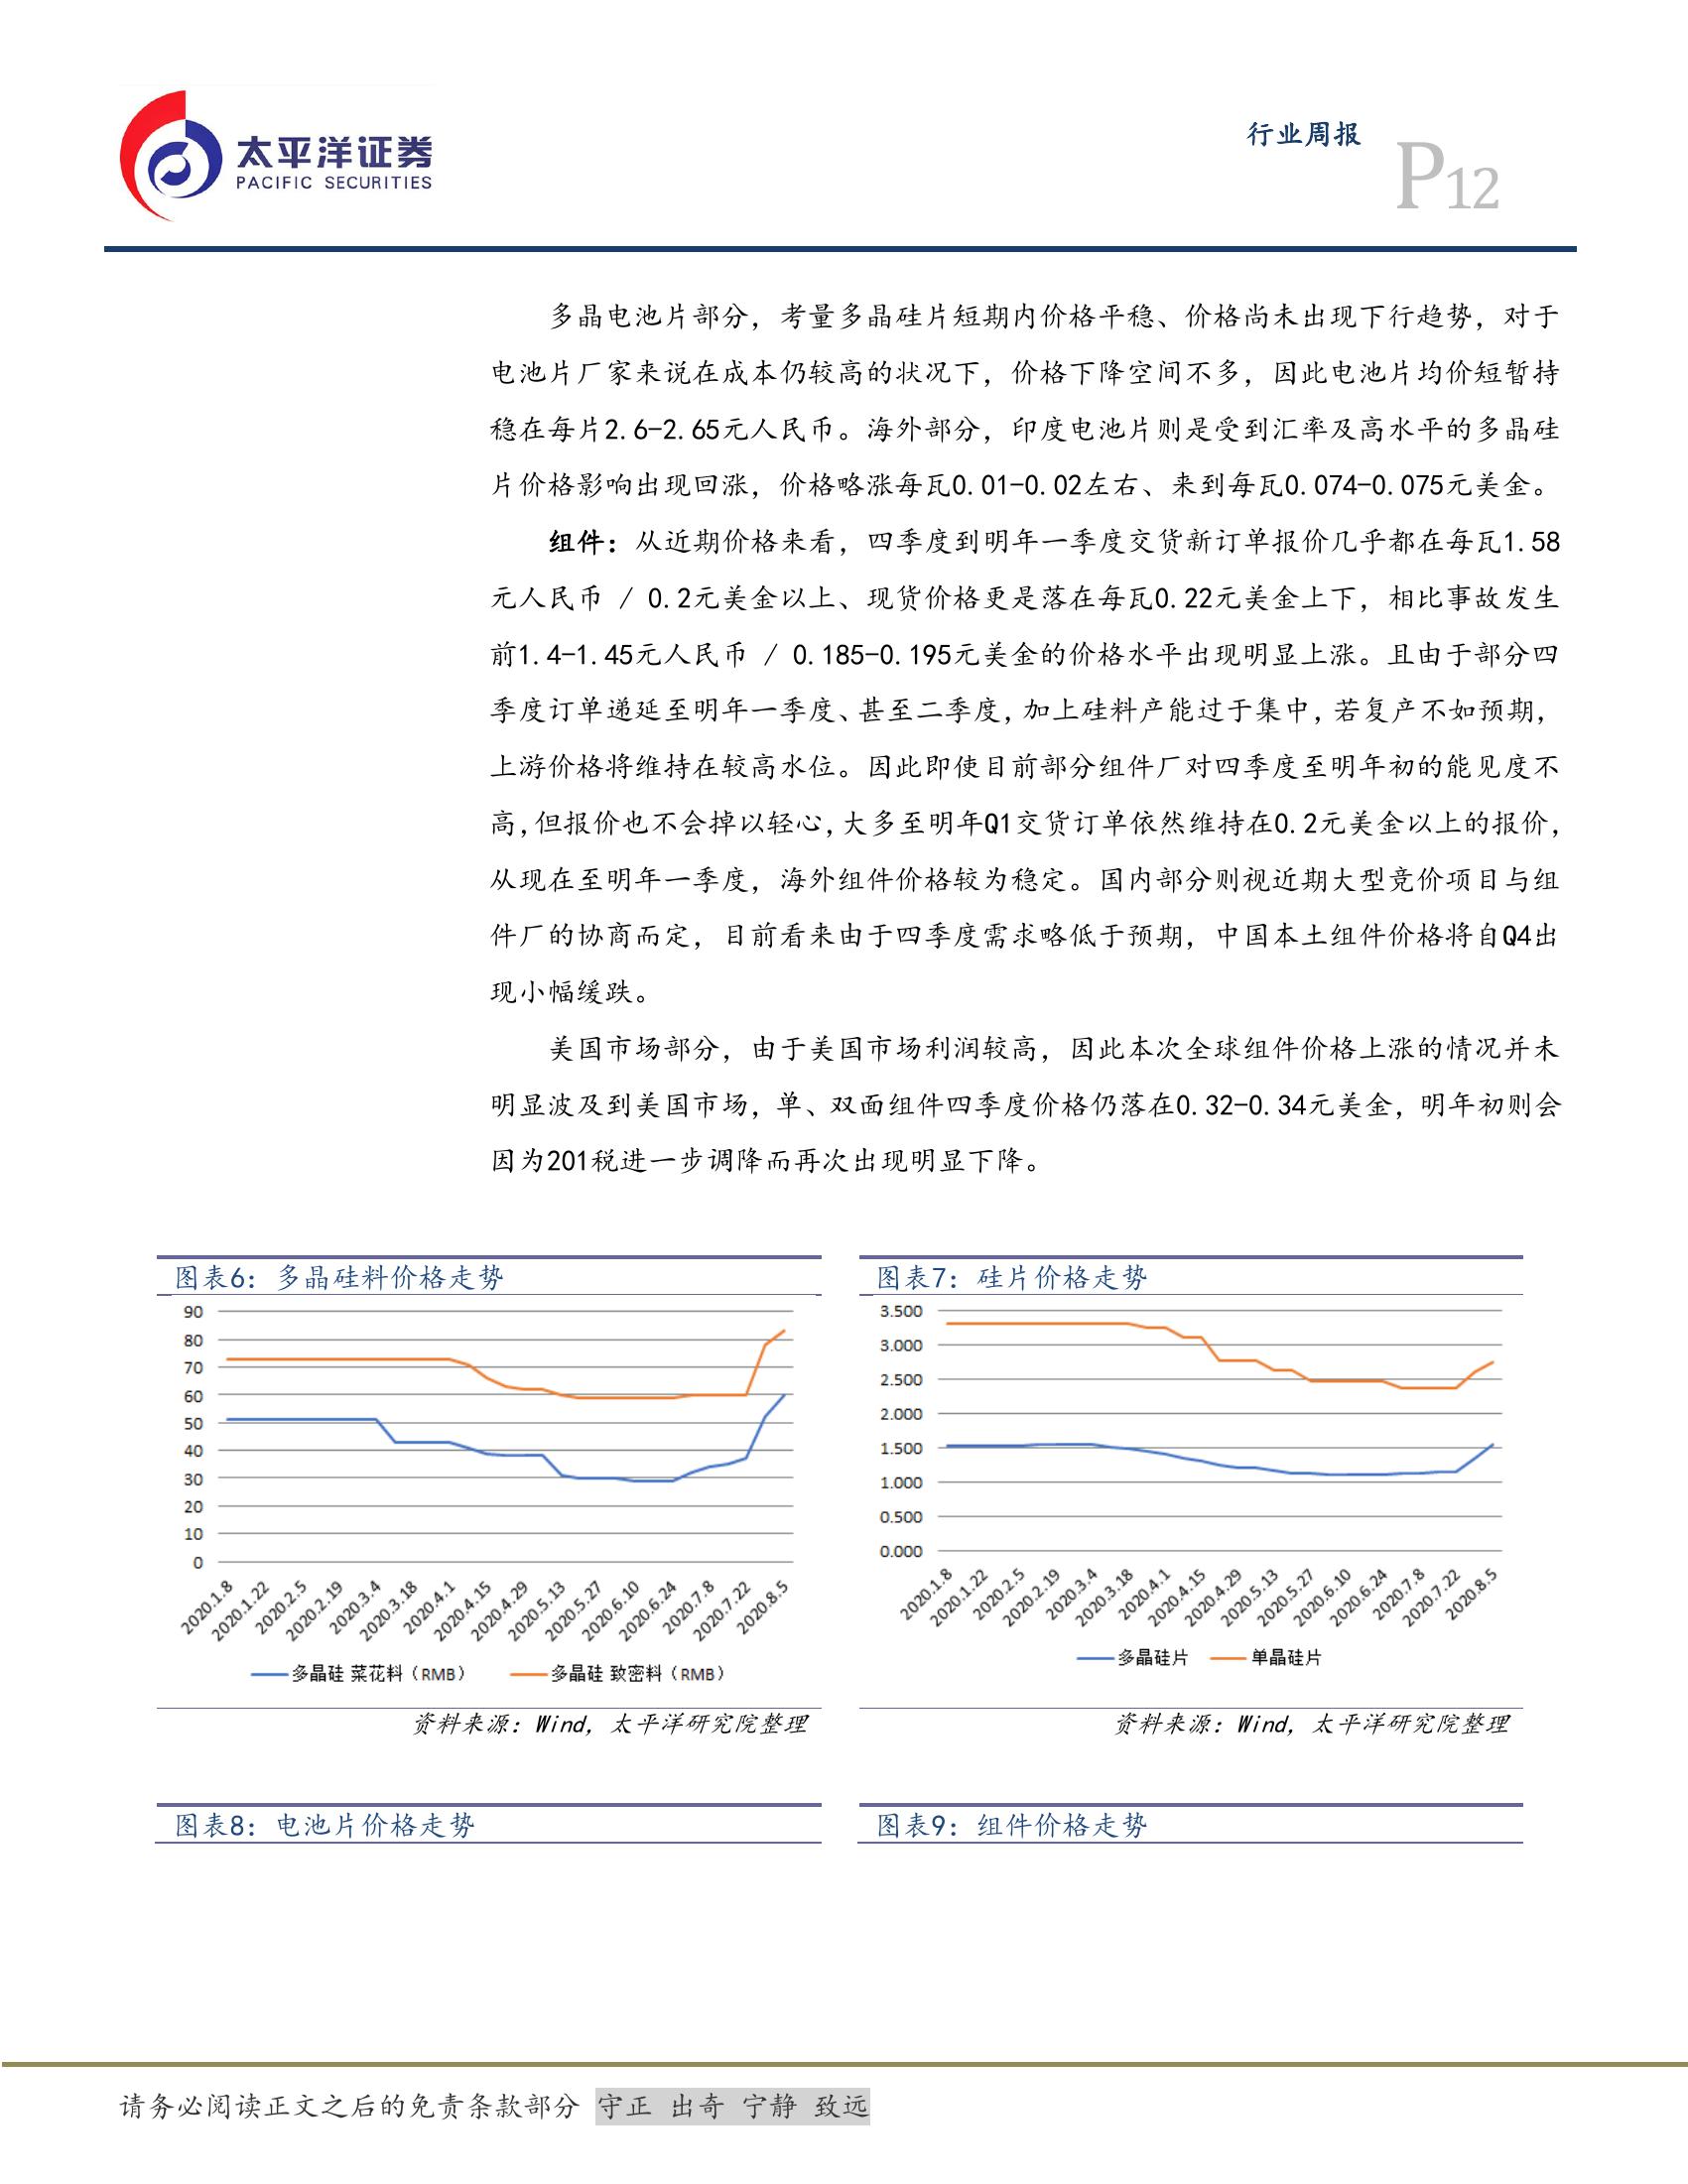 太平洋证券
PACIFIC SECURITIES
行业周报
P12
多晶电池片部分，考量多晶硅片短期内价格平稳、价格尚未出现下行趋势，对于
电池片厂家来说在成本仍较高的状况下，价格下降空间不多，因此电池片均价短暂持
稳在每片2.6-2.65元人民币。海外部分，印度电池片则是受到汇率及高水平的多晶硅
片价格影响出现回涨，价格略涨每瓦0.01-0.02左右、来到每瓦0.074-0.075元美金。
组件：从近期价格来看，四季度到明年一季度交货新订单报价几乎都在每瓦1.58
元人民币 / 0.2元美金以上、现货价格更是落在每瓦0.22元美金上下，相比事故发生
前1.4-1.45元人民币 / 0.185-0.195元美金的价格水平出现明显上涨。且由于部分四
季度订单递延至明年一季度、甚至二季度，加上硅料产能过于集中，若复产不如预期，
上游价格将维持在较高水位。因此即使目前部分组件厂对四季度至明年初的能见度不
高，但报价也不会掉以轻心，大多至明年Q1交货订单依然维持在0.2元美金以上的报价，
从现在至明年一季度，海外组件价格较为稳定。国内部分则视近期大型竞价项目与组
件厂的协商而定，目前看来由于四季度需求略低于预期，中国本土组件价格将自Q4出
现小幅缓跌。
美国市场部分，由于美国市场利润较高，因此本次全球组件价格上涨的情况并未
明显波及到美国市场，单、双面组件四季度价格仍落在0.32-0.34元美金，明年初则会
因为201税进一步调降而再次出现明显下降。
图表6：多晶硅料价格走势
90
80
70
60
50
40
30
20
10
0
2020.1.8
2020.1.22
2020.2.5
2020.2.19
2020.3.4
2020.3.18
2020.4.1
2020.4.15
2020.4.29
2020.5.13
2020.5.27
2020.6.10
2020.6.24
2020.7.8
2020.7.22
2020.8.5
多晶硅 菜花料（RMB）
多晶硅 致密料（RMB）
资料来源：Wind，太平洋研究院整理
图表7：硅片价格走势
3.500
3.000
2.500
2.000
1.500
1.000
0.500
0.000
2020.1.8
2020.1.22
2020.2.5
2020.2.19
2020.3.4
2020.3.18
2020.4.1
2020.4.15
2020.4.29
2020.5.13
2020.5.27
2020.6.10
2020.6.24
2020.7.8
2020.7.22
2020.8.5
多晶硅片
单晶硅片
资料来源：Wind，太平洋研究院整理
图表8：电池片价格走势
图表9：组件价格走势
请务必阅读正文之后的免责条款部分 守正 出奇 宁静 致远